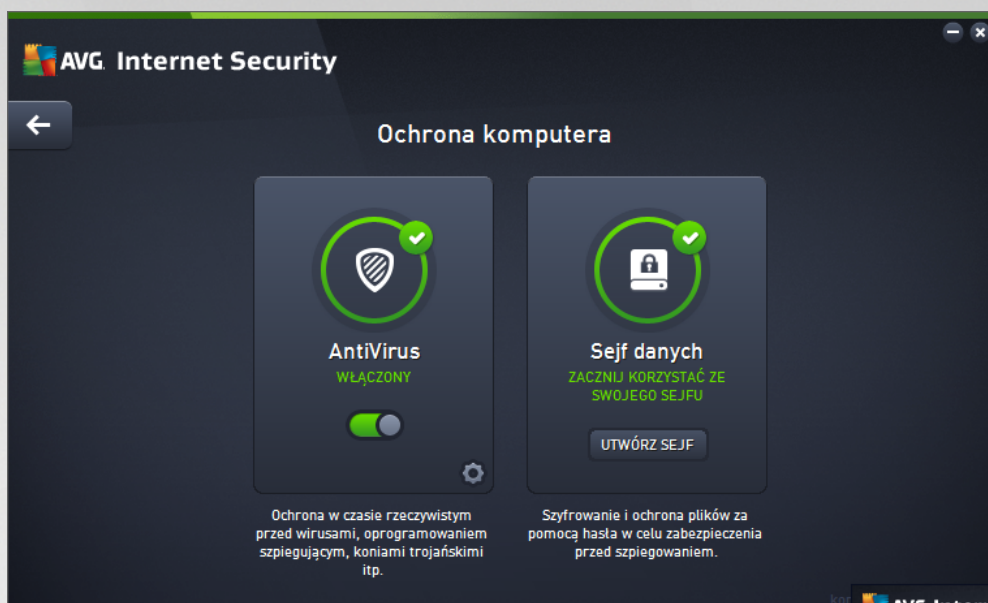 AVG Internet Security
Ochrona komputera
AntiVirus
WŁĄCZONY
Ochrona w czasie rzeczywistym
przed wirusami, oprogramowaniem
szpiegującym, koniami trojańskimi
itp.
Sejf danych
ZACZNIJ KORZYSTAĆ ZE
SWOJEGO SEJFU
UTWÓRZ SEJF
Szyfrowanie i ochrona plików za
pomocą hasła w celu zabezpieczenia
przed szpiegowaniem.
AVG